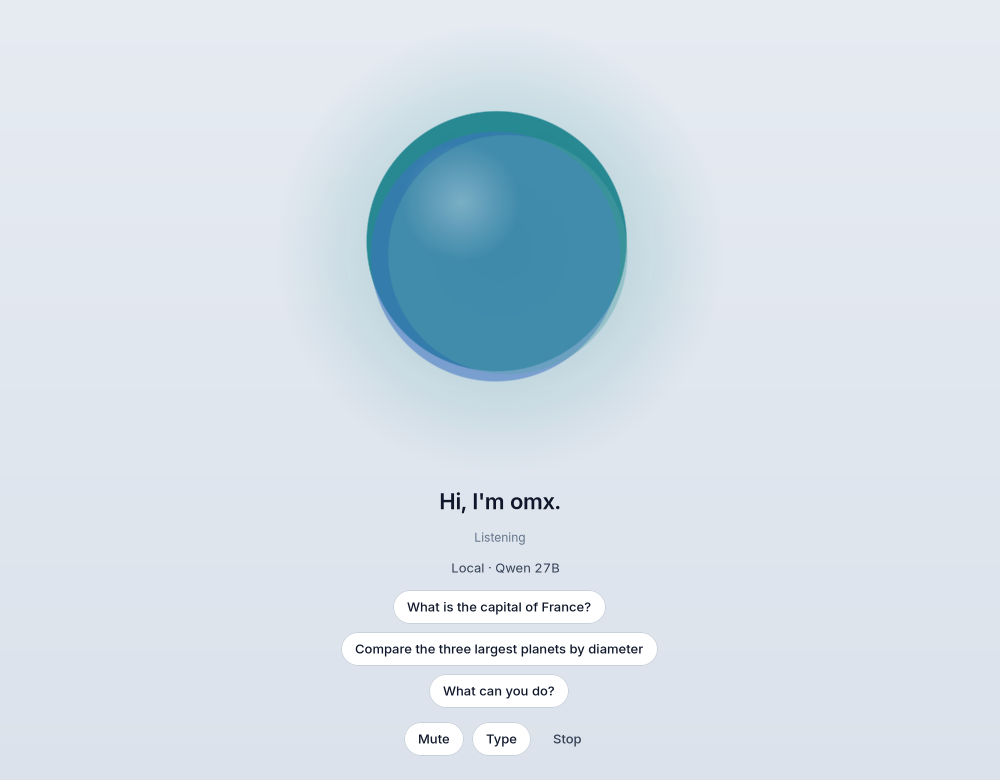 Hi, I'm omx.
Listening
Local · Qwen 27B
What is the capital of France?
Compare the three largest planets by diameter
What can you do?
Mute Type Stop